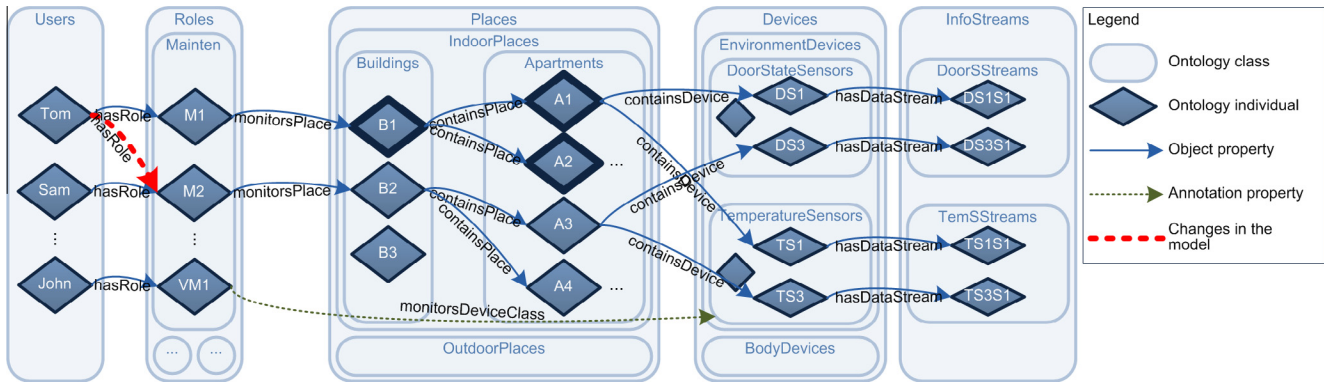 Users
Roles
Places
Devices
InfoStreams
Legend
Mainten
IndoorPlaces
EnvironmentDevices
Buildings
Apartments
DoorStateSensors
DoorSStreams
Ontology class
Tom
hasRole
M1
monitorsPlace
B1
containsPlace
A1
containsDevice
DS1
hasDataStream
DS1S1
Ontology individual
hasRole
containsPlace
A2
...
containsDevice
DS3
hasDataStream
DS3S1
Object property
Sam
hasRole
M2
monitorsPlace
B2
containsPlace
A3
containsDevice
Annotation property
...
...
containsPlace
B3
TemperatureSensors
TemSStreams
TS1
hasDataStream
TS1S1
Changes in the
model
containsDevice
John
hasRole
VM1
A4
...
TS3
hasDataStream
TS3S1
monitorsDeviceClass
...
...
OutdoorPlaces
BodyDevices